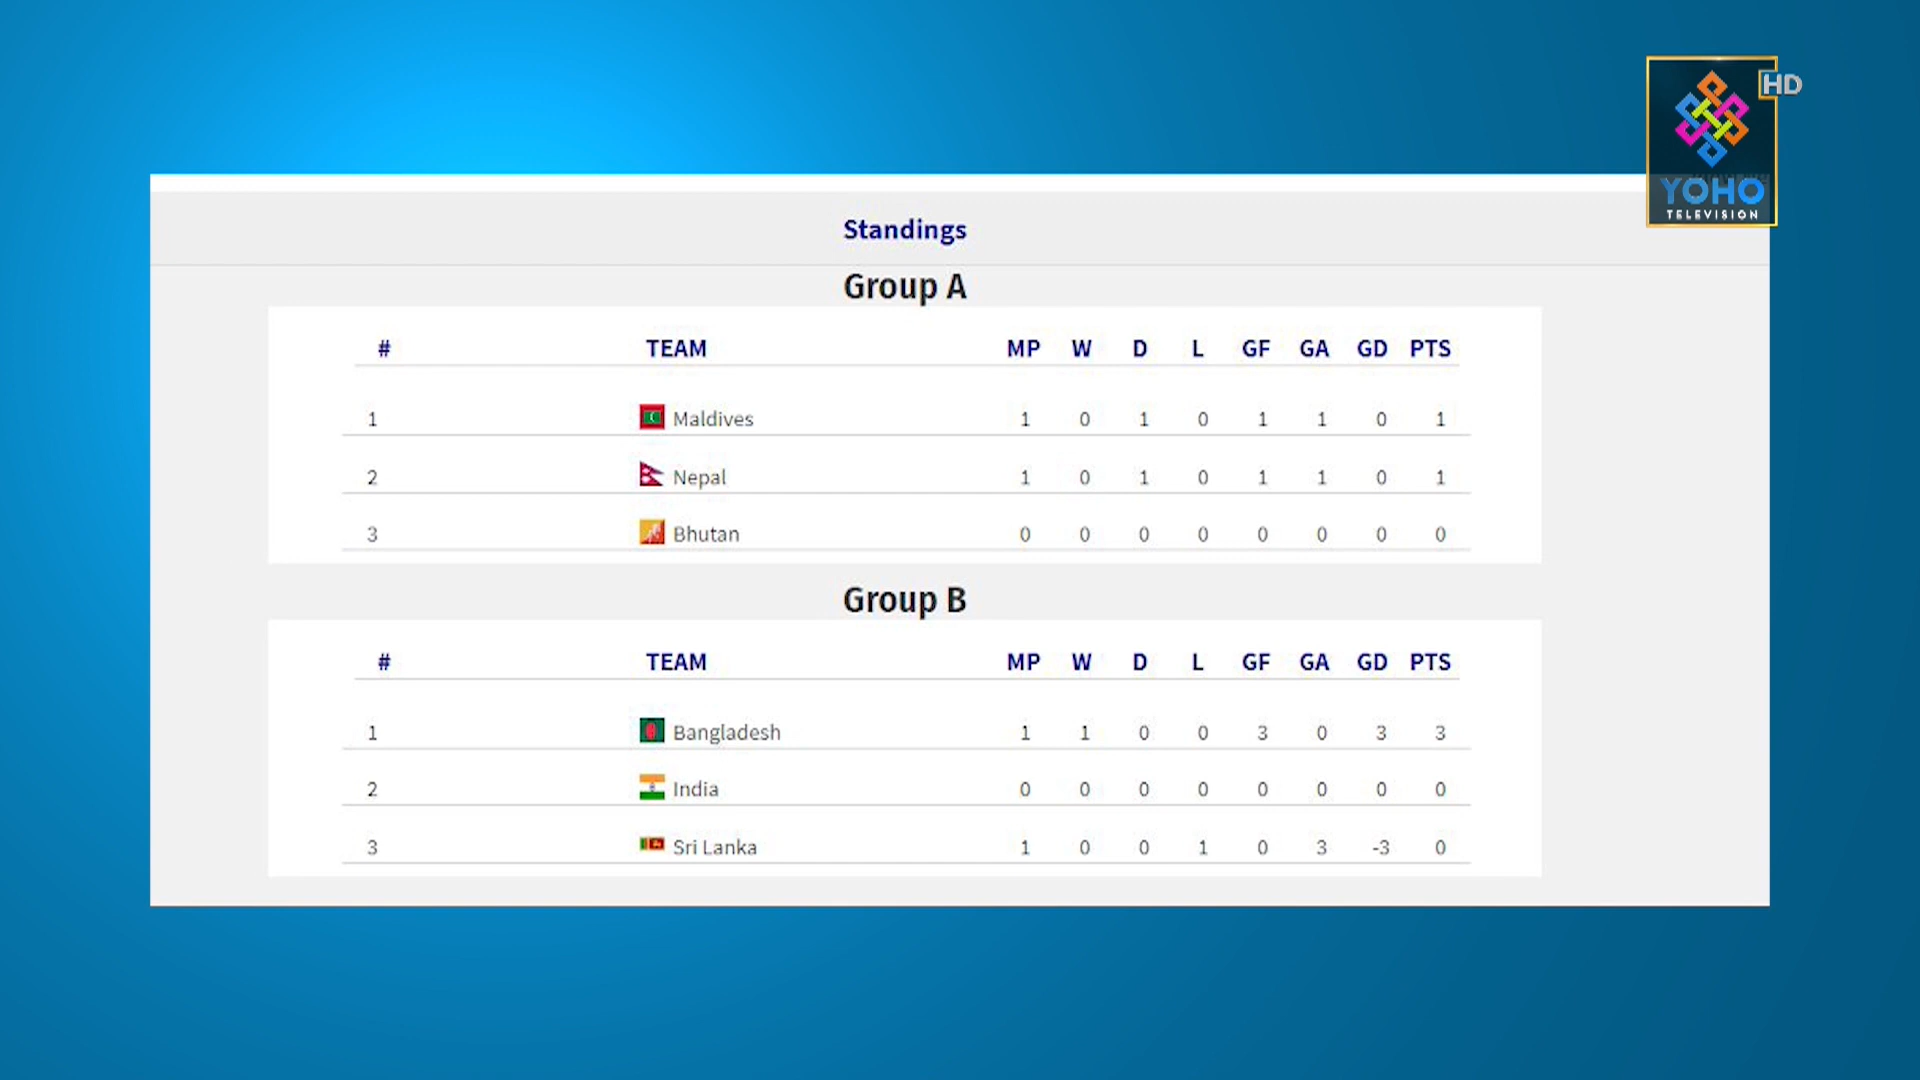 HD
YOHO
TELEVISION
Standings
Group A
# TEAM MP W D L GF GA GD PTS
1 Maldives 1 0 1 0 1 1 0 1
2 Nepal 1 0 1 0 1 1 0 1
3 Bhutan 0 0 0 0 0 0 0 0
Group B
# TEAM MP W D L GF GA GD PTS
1 Bangladesh 1 1 0 0 3 0 3 3
2 India 0 0 0 0 0 0 0 0
3 Sri Lanka 1 0 0 1 0 3 -3 0